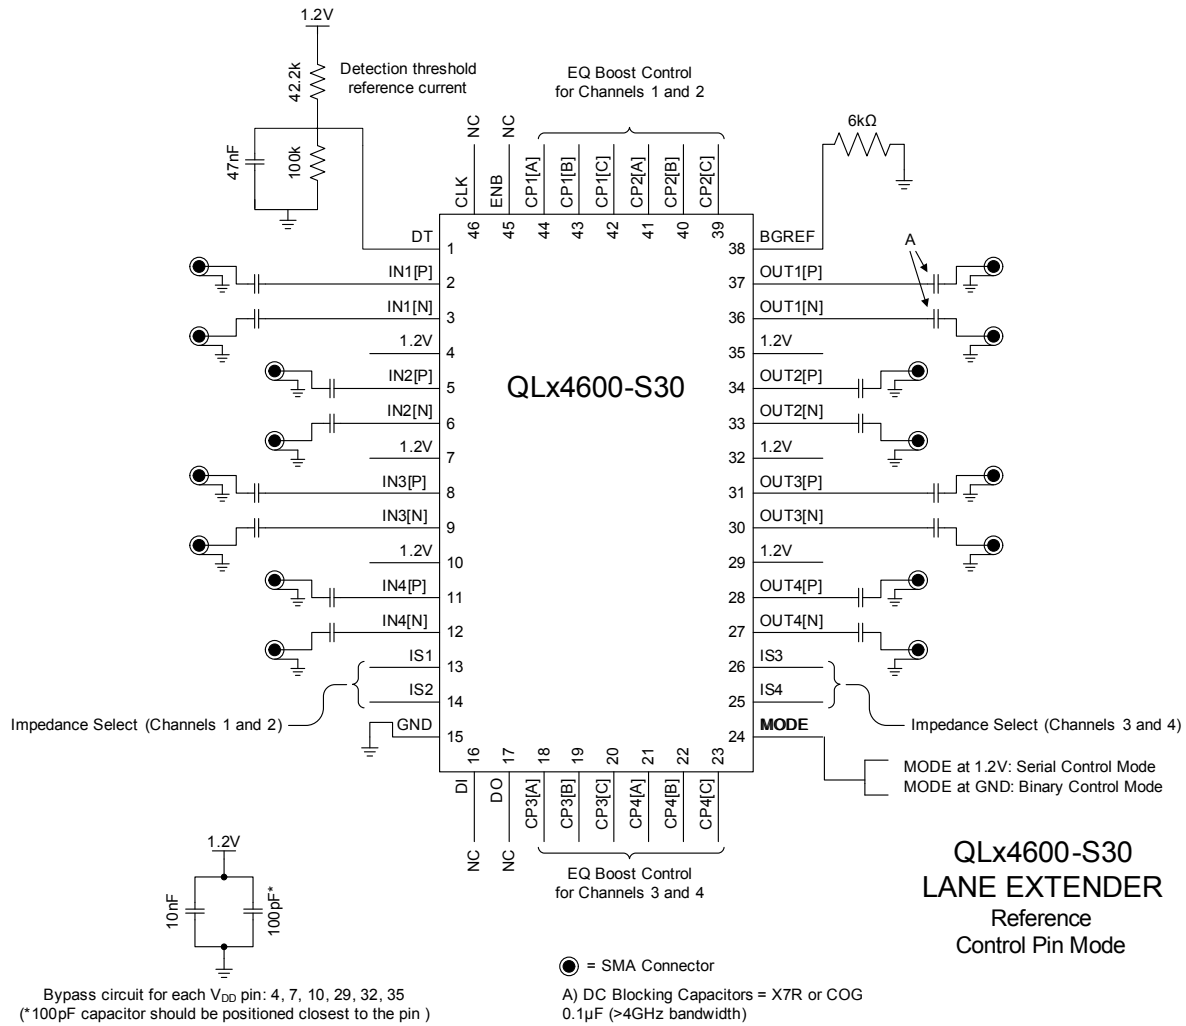 1.2V
42.2k
Detection threshold
reference current
47nF
100k
EQ Boost Control
for Channels 1 and 2
6kΩ
NC
NC
CLK
ENB
CP1[A]
CP1[B]
CP1[C]
CP2[A]
CP2[B]
CP2[C]
46
45
44
43
42
41
40
39
DT
1
IN1[P]
2
IN1[N]
3
1.2V
4
IN2[P]
5
IN2[N]
6
1.2V
7
IN3[P]
8
IN3[N]
9
1.2V
10
IN4[P]
11
IN4[N]
12
IS1
13
IS2
14
GND
15
Impedance Select (Channels 1 and 2)
QLx4600-S30
38
BGREF
A
37
OUT1[P]
36
OUT1[N]
35
1.2V
34
OUT2[P]
33
OUT2[N]
32
1.2V
31
OUT3[P]
30
OUT3[N]
29
1.2V
28
OUT4[P]
27
OUT4[N]
26
IS3
25
IS4
24
MODE
Impedance Select (Channels 3 and 4)
MODE at 1.2V: Serial Control Mode
MODE at GND: Binary Control Mode
16
17
18
19
20
21
22
23
DI
DO
CP3[A]
CP3[B]
CP3[C]
CP4[A]
CP4[B]
CP4[C]
NC
NC
EQ Boost Control
for Channels 3 and 4
1.2V
10nF
100pF*
Bypass circuit for each VDD pin: 4, 7, 10, 29, 32, 35
(*100pF capacitor should be positioned closest to the pin )
= SMA Connector
A) DC Blocking Capacitors = X7R or COG
0.1µF (>4GHz bandwidth)
QLx4600-S30
LANE EXTENDER
Reference
Control Pin Mode